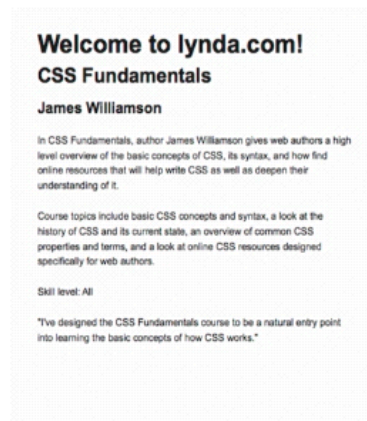 Welcome to lynda.com!
CSS Fundamentals
James Williamson
In CSS Fundamentals, author James Williamson gives web authors a high
level overview of the basic concepts of CSS, its syntax, and how find
online resources that will help write CSS as well as deepen their
understanding of it.
Course topics include basic CSS concepts and syntax, a look at the
history of CSS and its current state, an overview of common CSS
properties and terms, and a look at online CSS resources designed
specifically for web authors.
Skill level: All
"I've designed the CSS Fundamentals course to be a natural entry point
into learning the basic concepts of how CSS works."